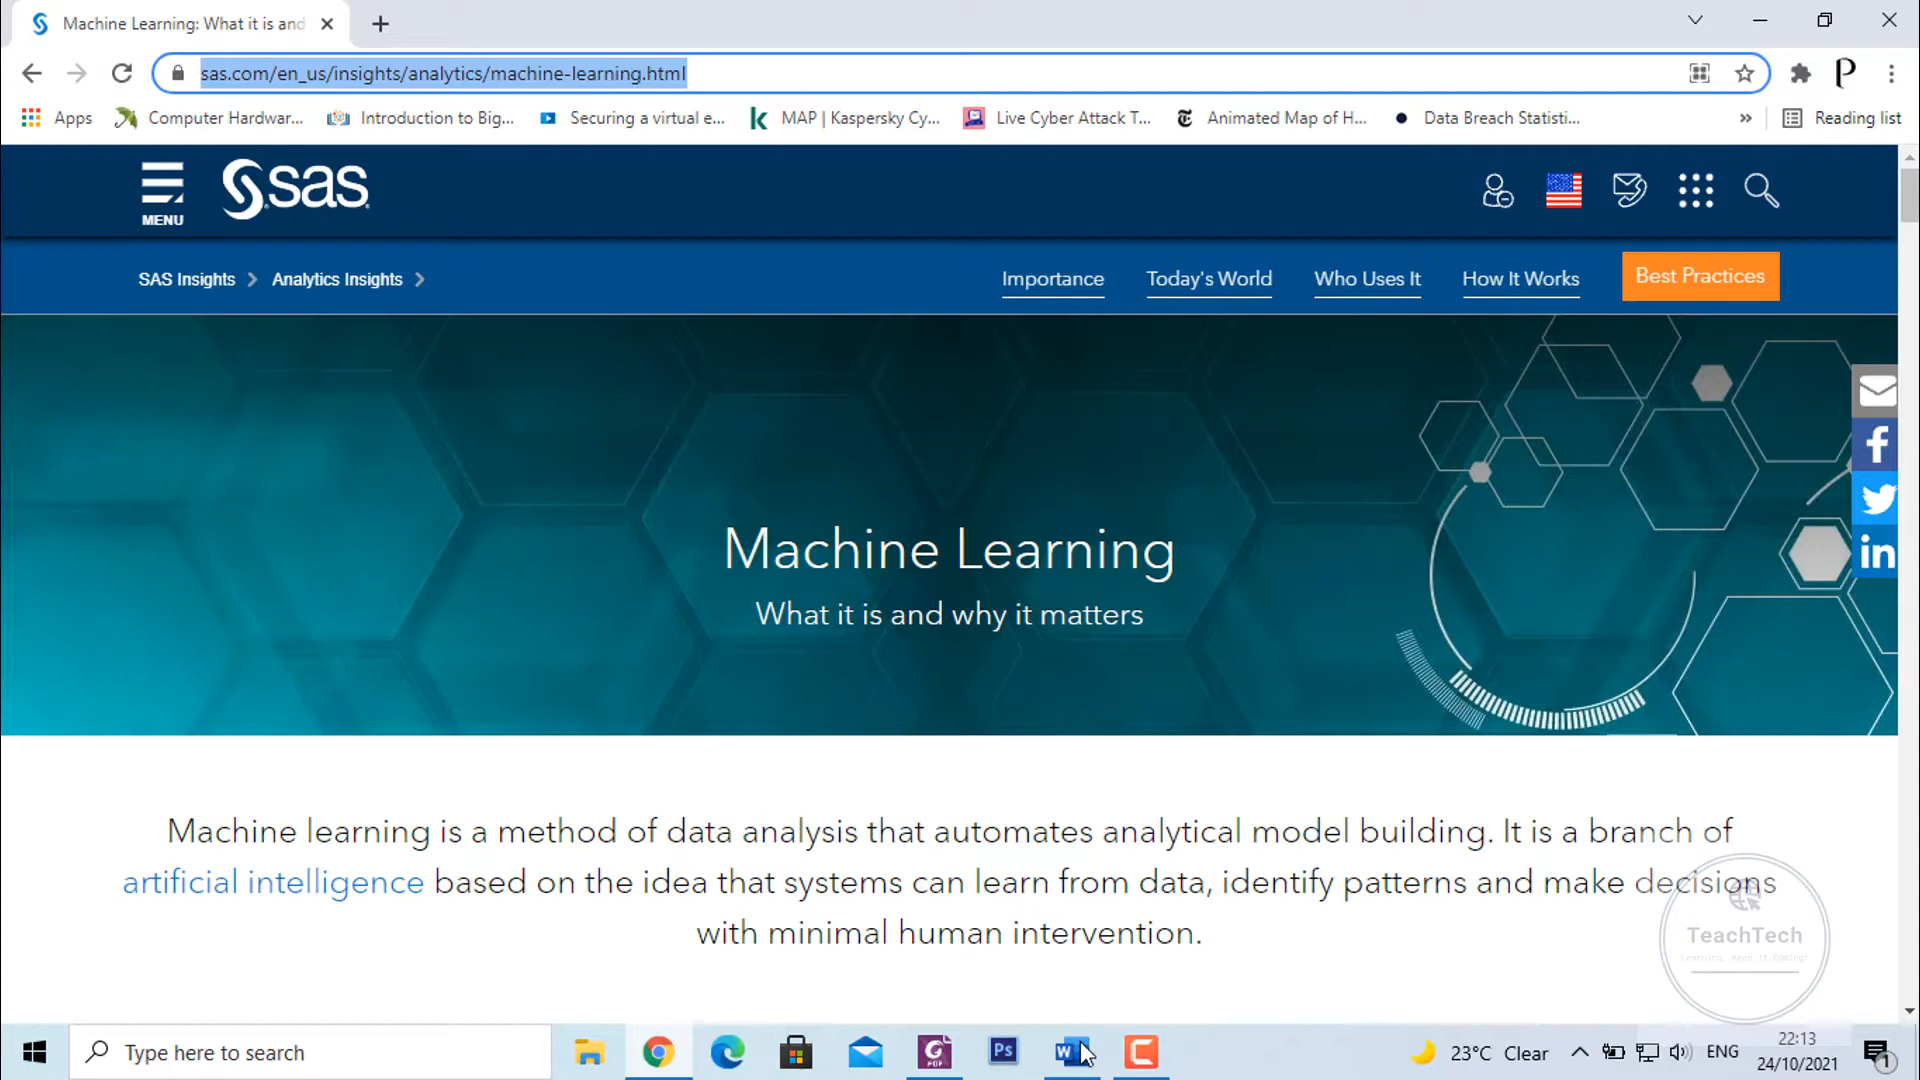 Machine Learning: What it is and
sas.com/en_us/insights/analytics/machine-learning.html
Apps
Computer Hardwar...
Introduction to Big...
Securing a virtual e...
MAP | Kaspersky Cy...
Live Cyber Attack T...
Animated Map of H...
Data Breach Statisti...
»
Reading list
MENU
sas
SAS Insights
Analytics Insights
Importance
Today's World
Who Uses It
How It Works
Best Practices
Machine Learning
What it is and why it matters
Machine learning is a method of data analysis that automates analytical model building. It is a branch of
artificial intelligence based on the idea that systems can learn from data, identify patterns and make decisions
with minimal human intervention.
TeachTech
Learning, Keep it Coming!
Type here to search
23°C Clear
ENG
22:13
24/10/2021
1